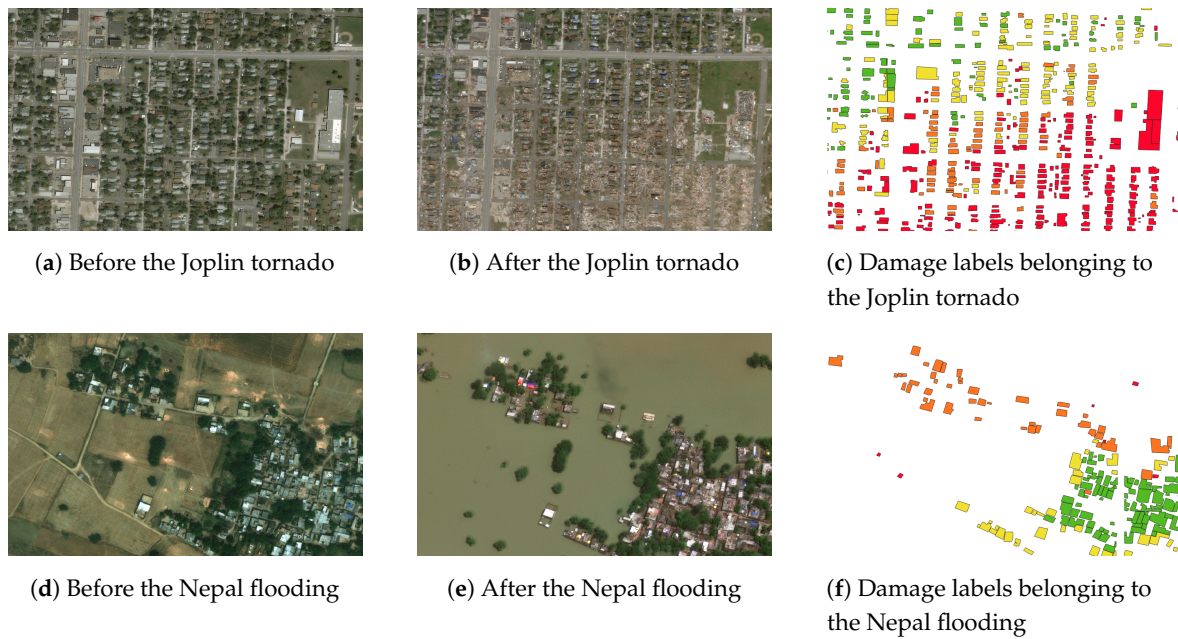 (a) Before the Joplin tornado
(b) After the Joplin tornado
(c) Damage labels belonging to
the Joplin tornado
(d) Before the Nepal flooding
(e) After the Nepal flooding
(f) Damage labels belonging to
the Nepal flooding